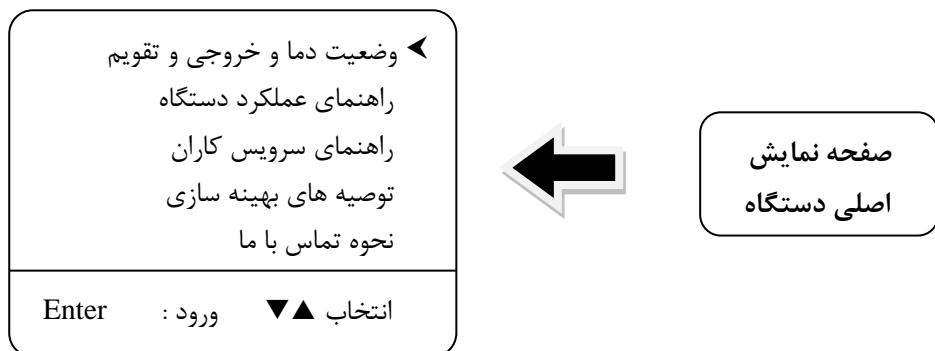 صفحه نمایش
اصلی دستگاه
وضعیت دما و خروجی و تقویم
راهنمای عملکرد دستگاه
راهنمای سرویس کاران
توصیه های بهینه سازی
نحوه تماس با ما
انتخاب ▲▼ ورود : Enter